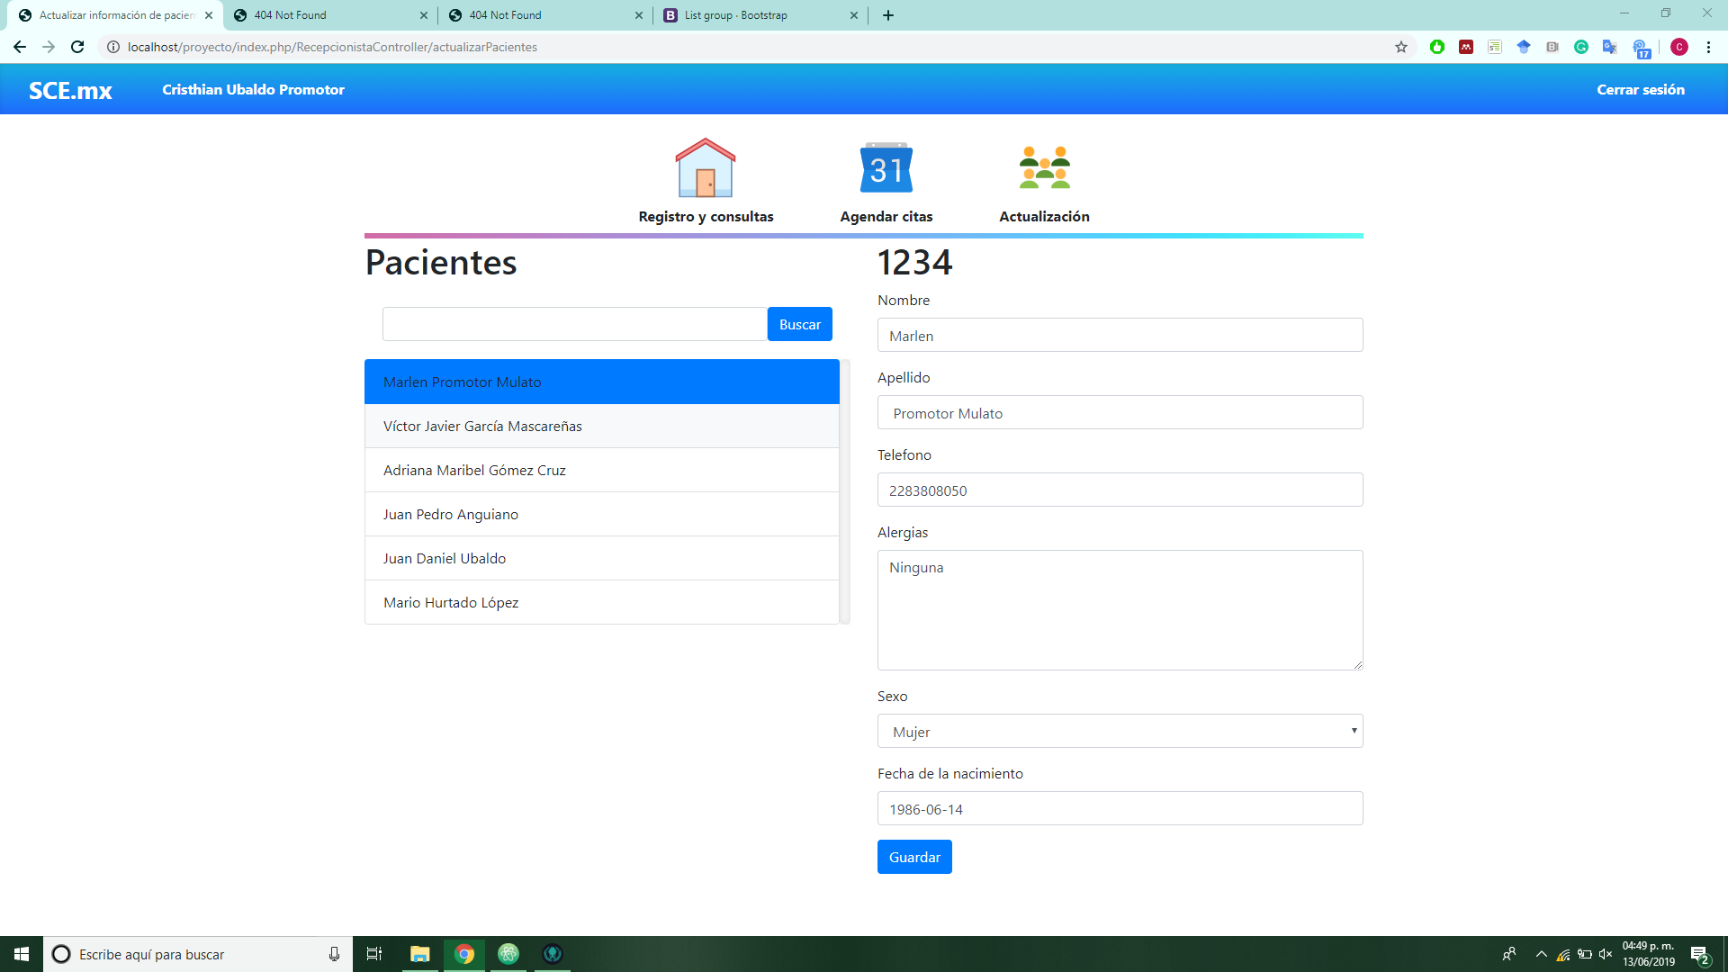 Actualizar información de pacien
404 Not Found
404 Not Found
B List group · Bootstrap
localhost/proyecto/index.php/RecepcionistaController/actualizarPacientes
17
C
SCE.mx
Cristhian Ubaldo Promotor
Cerrar sesión
31
Registro y consultas
Agendar citas
Actualización
Pacientes
Buscar
Marlen Promotor Mulato
Víctor Javier García Mascareñas
Adriana Maribel Gómez Cruz
Juan Pedro Anguiano
Juan Daniel Ubaldo
Mario Hurtado López
1234
Nombre
Marlen
Apellido
Promotor Mulato
Telefono
2283808050
Alergias
Ninguna
Sexo
Mujer
Fecha de la nacimiento
1986-06-14
Guardar
Escribe aquí para buscar
04:49 p. m.
13/06/2019
2